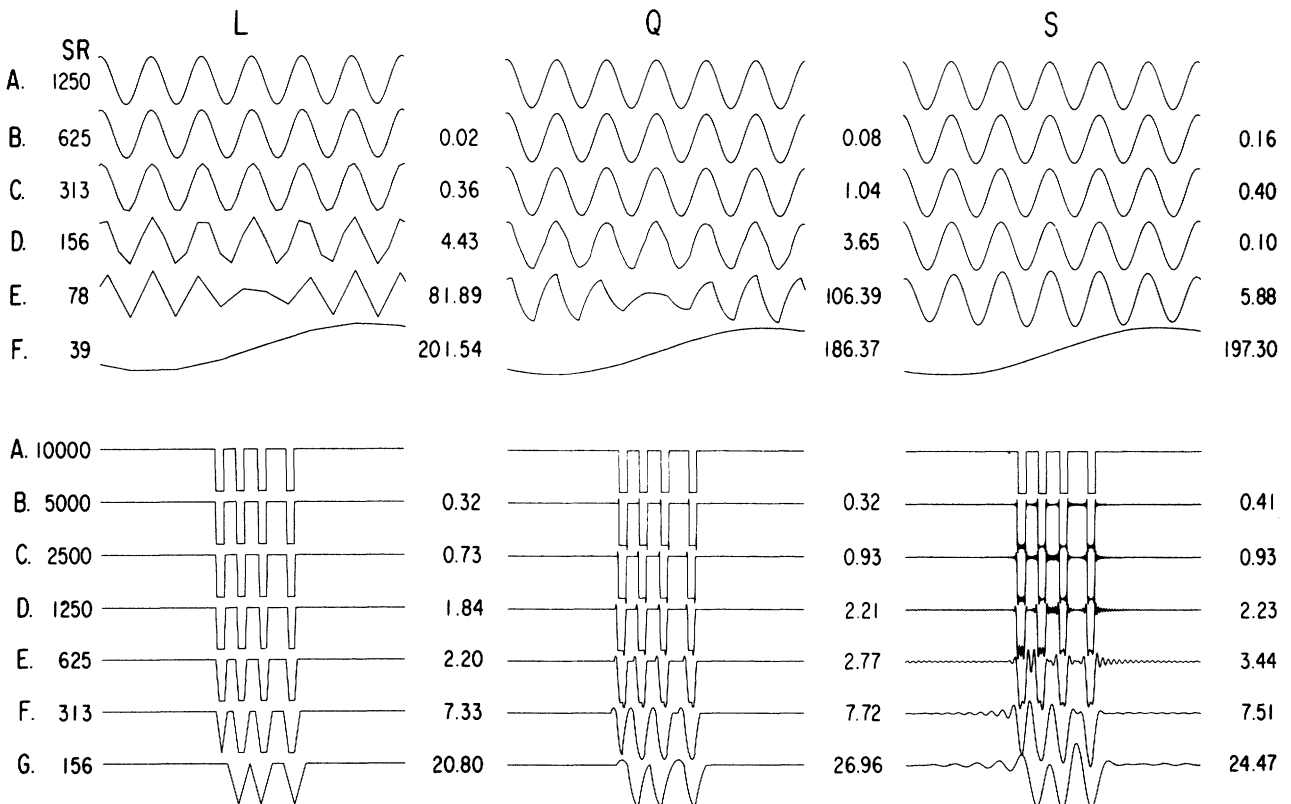 L Q S
SR
A. 1250
B. 625 0.02 0.08 0.16
C. 313 0.36 1.04 0.40
D. 156 4.43 3.65 0.10
E. 78 81.89 106.39 5.88
F. 39 201.54 186.37 197.30
A. 10000
B. 5000 0.32 0.32 0.41
C. 2500 0.73 0.93 0.93
D. 1250 1.84 2.21 2.23
E. 625 2.20 2.77 3.44
F. 313 7.33 7.72 7.51
G. 156 20.80 26.96 24.47